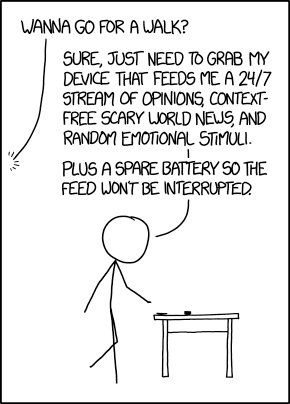 WANNA GO FOR A WALK?
SURE, JUST NEED TO GRAB MY
DEVICE THAT FEEDS ME A 24/7
STREAM OF OPINIONS, CONTEXT-
FREE SCARY WORLD NEWS, AND
RANDOM EMOTIONAL STIMULI.
PLUS A SPARE BATTERY SO THE
FEED WON'T BE INTERRUPTED.